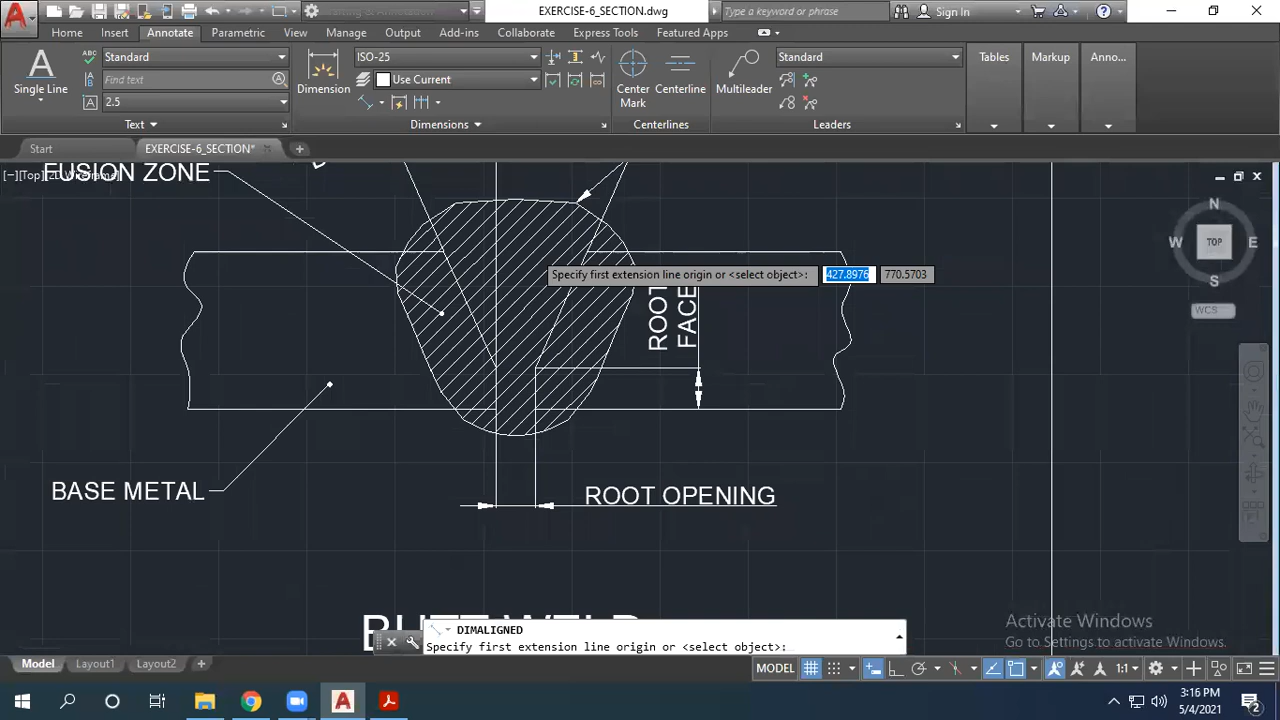 EXERCISE-6_SECTION.dwg
Type a keyword or phrase
Sign In
Home Insert Annotate Parametric View Manage Output Add-ins Collaborate Express Tools Featured Apps
Standard
Find text
2.5
Single Line
Text
Dimension
ISO-25
Use Current
Dimensions
Center Mark
Centerline
Centerlines
Multileader
Standard
Leaders
Tables
Markup
Anno...
Start
EXERCISE-6_SECTION*
[−][Top]
FUSION ZONE
N
W
TOP
E
S
WCS
Specify first extension line origin or <select object>:
427.8976
770.5703
ROOT
FACE
BASE METAL
ROOT OPENING
BUTT WELD
DIMALIGNED
Specify first extension line origin or <select object>:
Activate Windows
Go to Settings to activate Windows.
Model Layout1 Layout2
MODEL
1:1
3:16 PM
5/4/2021
2